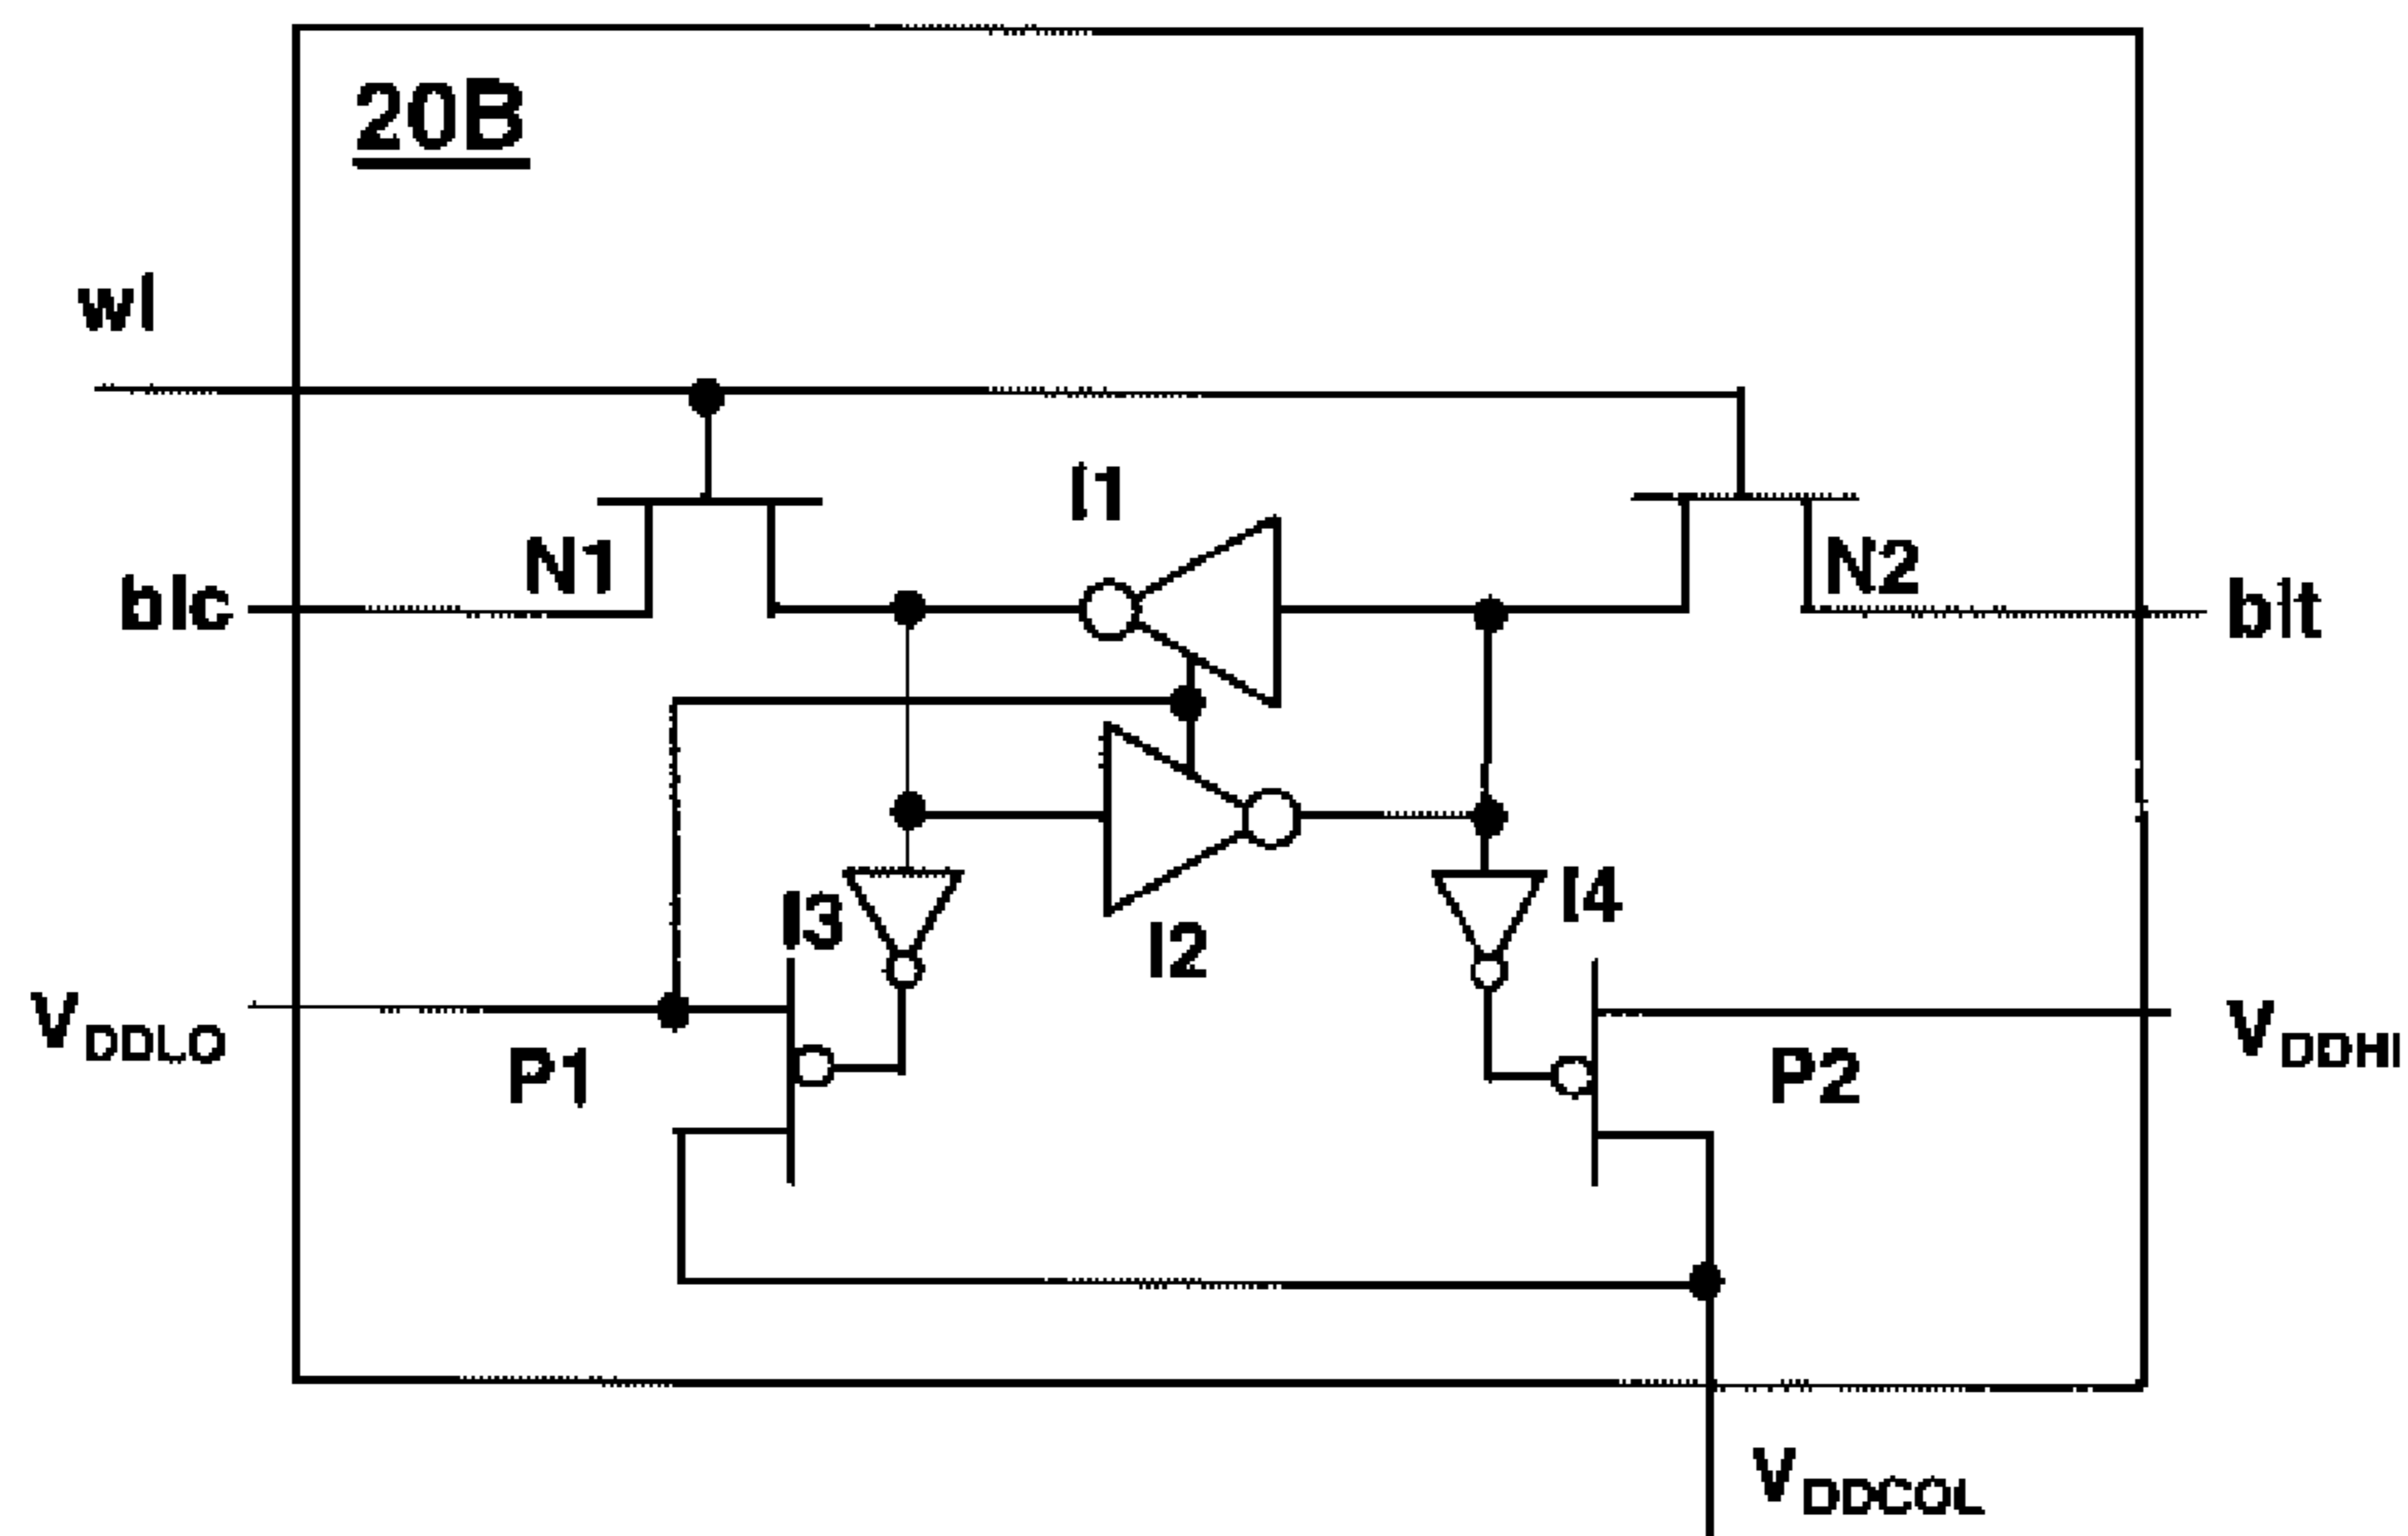 20B
wl
I1
N1
N2
blc
blt
I3
I4
I2
VDDLO
VDDHI
P1
P2
VDDCOL